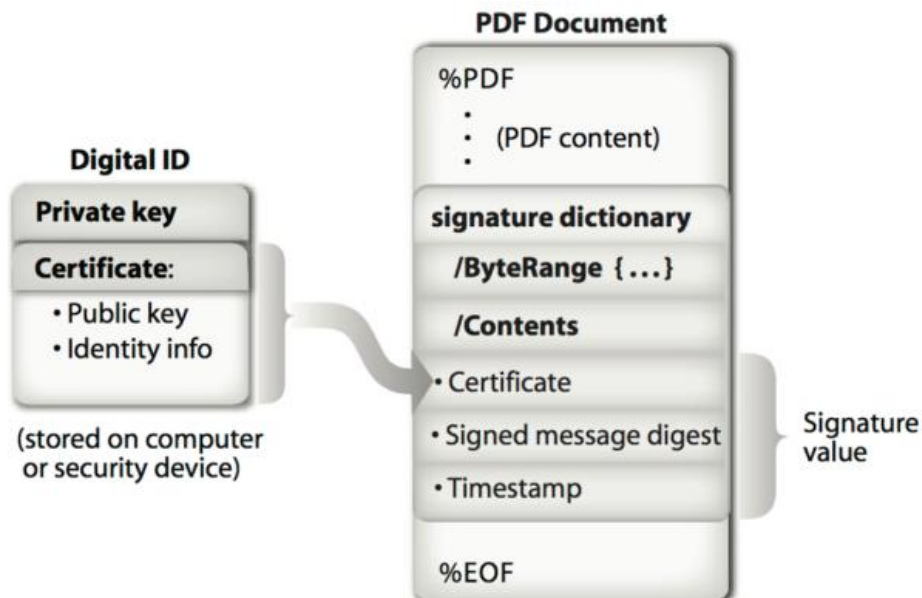 PDF Document
%PDF
• (PDF content)
Digital ID
Private key
Certificate:
• Public key
• Identity info
(stored on computer
or security device)
signature dictionary
/ByteRange {...}
/Contents
• Certificate
• Signed message digest
• Timestamp
Signature
value
%EOF